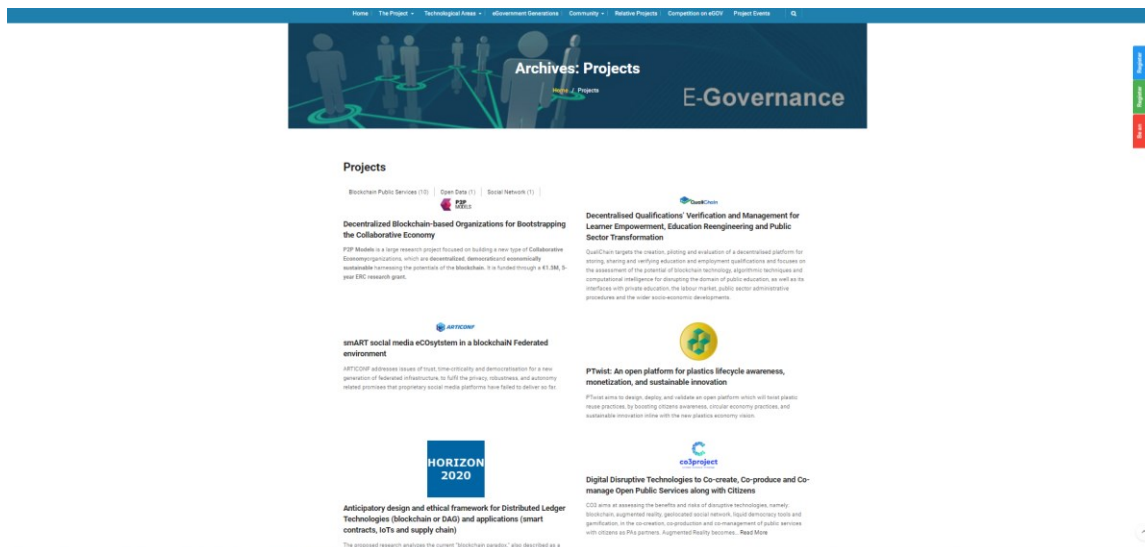 Home
The Project
Technological Areas
eGovernment Generations
Community
Relative Projects
Competition on eGOV
Project Events
Archives: Projects
Home / Projects
E-Governance
Register
Register
Be an
Projects
Blockchain Public Services (10)
Open Data (1)
Social Network (1)
P2P
MODELS
Decentralized Blockchain-based Organizations for Bootstrapping
the Collaborative Economy
P2P Models is a large research project focused on building a new type of Collaborative
Economyorganizations, which are decentralized, democraticand economically
sustainable harnessing the potentials of the blockchain. It is funded through a €1.5M, 5-
year ERC research grant.
QualiChain
Decentralised Qualifications' Verification and Management for
Learner Empowerment, Education Reengineering and Public
Sector Transformation
QualiChain targets the creation, piloting and evaluation of a decentralised platform for
storing, sharing and verifying education and employment qualifications and focuses on
the assessment of the potential of blockchain technology, algorithmic techniques and
computational intelligence for disrupting the domain of public education, as well as its
interfaces with private education, the labour market, public sector administrative
procedures and the wider socio-economic developments.
ARTICONF
smART socIal media eCOsytstem in a blockchaiN Federated
environment
ARTICONF addresses issues of trust, time-criticality and democratisation for a new
generation of federated infrastructure, to fulfil the privacy, robustness, and autonomy
related promises that proprietary social media platforms have failed to deliver so far.
PTwist: An open platform for plastics lifecycle awareness,
monetization, and sustainable innovation
PTwist aims to design, deploy, and validate an open platform which will twist plastic
reuse practices, by boosting citizens awareness, circular economy practices, and
sustainable innovation inline with the new plastics economy vision.
HORIZON
2020
Anticipatory design and ethical framework for Distributed Ledger
Technologies (blockchain or DAG) and applications (smart
contracts, IoTs and supply chain)
The proposed research analyses the current "blockchain paradox," also described as a
co3project
Digital Disruptive Technologies to Co-create, Co-produce and Co-
manage Open Public Services along with Citizens
CO3 aims at assessing the benefits and risks of disruptive technologies, namely
blockchain, augmented reality, geolocated social network, liquid democracy tools and
gamification, in the co-creation, co-production and co-management of public services
with citizens as PAs partners. Augmented Reality becomes... Read More